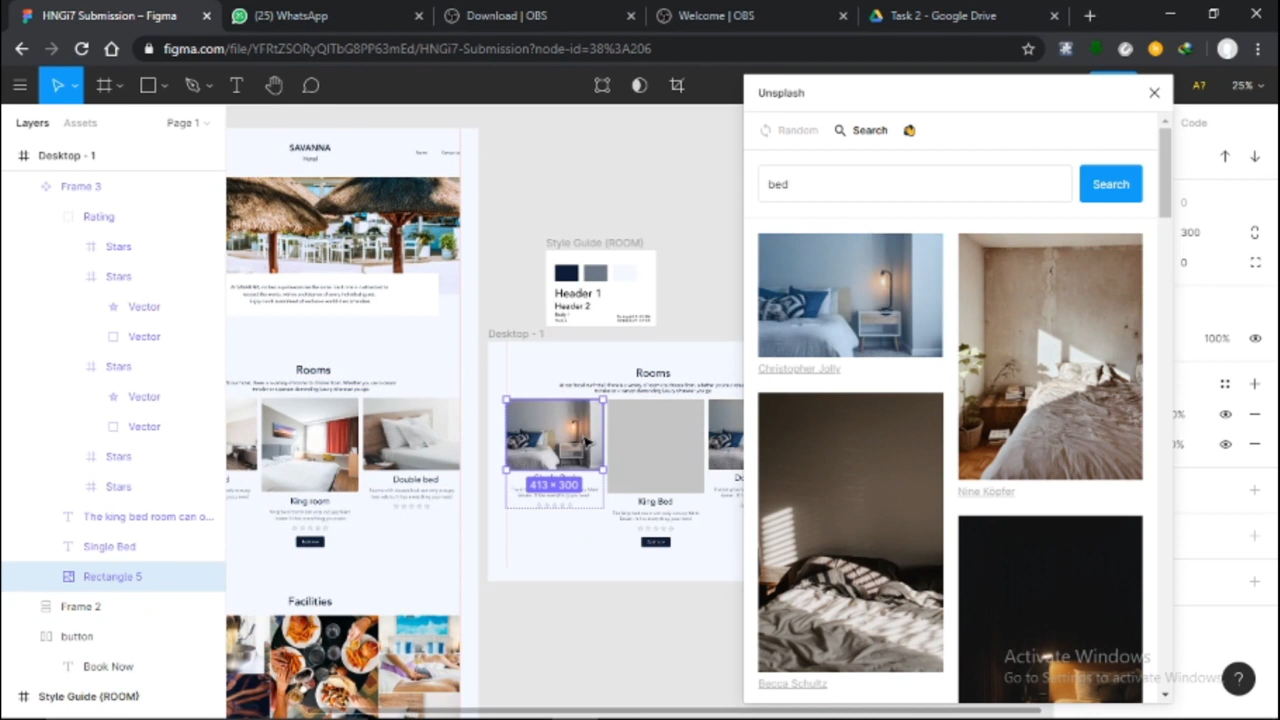 HNGi7 Submission – Figma
(25) WhatsApp
Download | OBS
Welcome | OBS
Task 2 - Google Drive
figma.com/file/YFRtZSORyQITbG8PP63mEd/HNGi7-Submission?node-id=38%3A206
A7
25%
Layers
Assets
Page 1
Desktop - 1
Frame 3
Rating
Stars
Stars
Vector
Vector
Stars
Vector
Vector
Stars
Stars
The king bed room can o...
Single Bed
Rectangle 5
Frame 2
button
Book Now
Style Guide (ROOM)
SAVANNA
Hotel
Home
Rooms
King room
Double bed
Facilities
Style Guide (ROOM)
Header 1
Header 2
Desktop - 1
Rooms
413 × 300
King Bed
Unsplash
Random
Search
bed
Search
Christopher Jolly
Nine Köpfer
Becca Schultz
Code
0
300
0
100%
Activate Windows
Go to Settings to activate Windows.
?